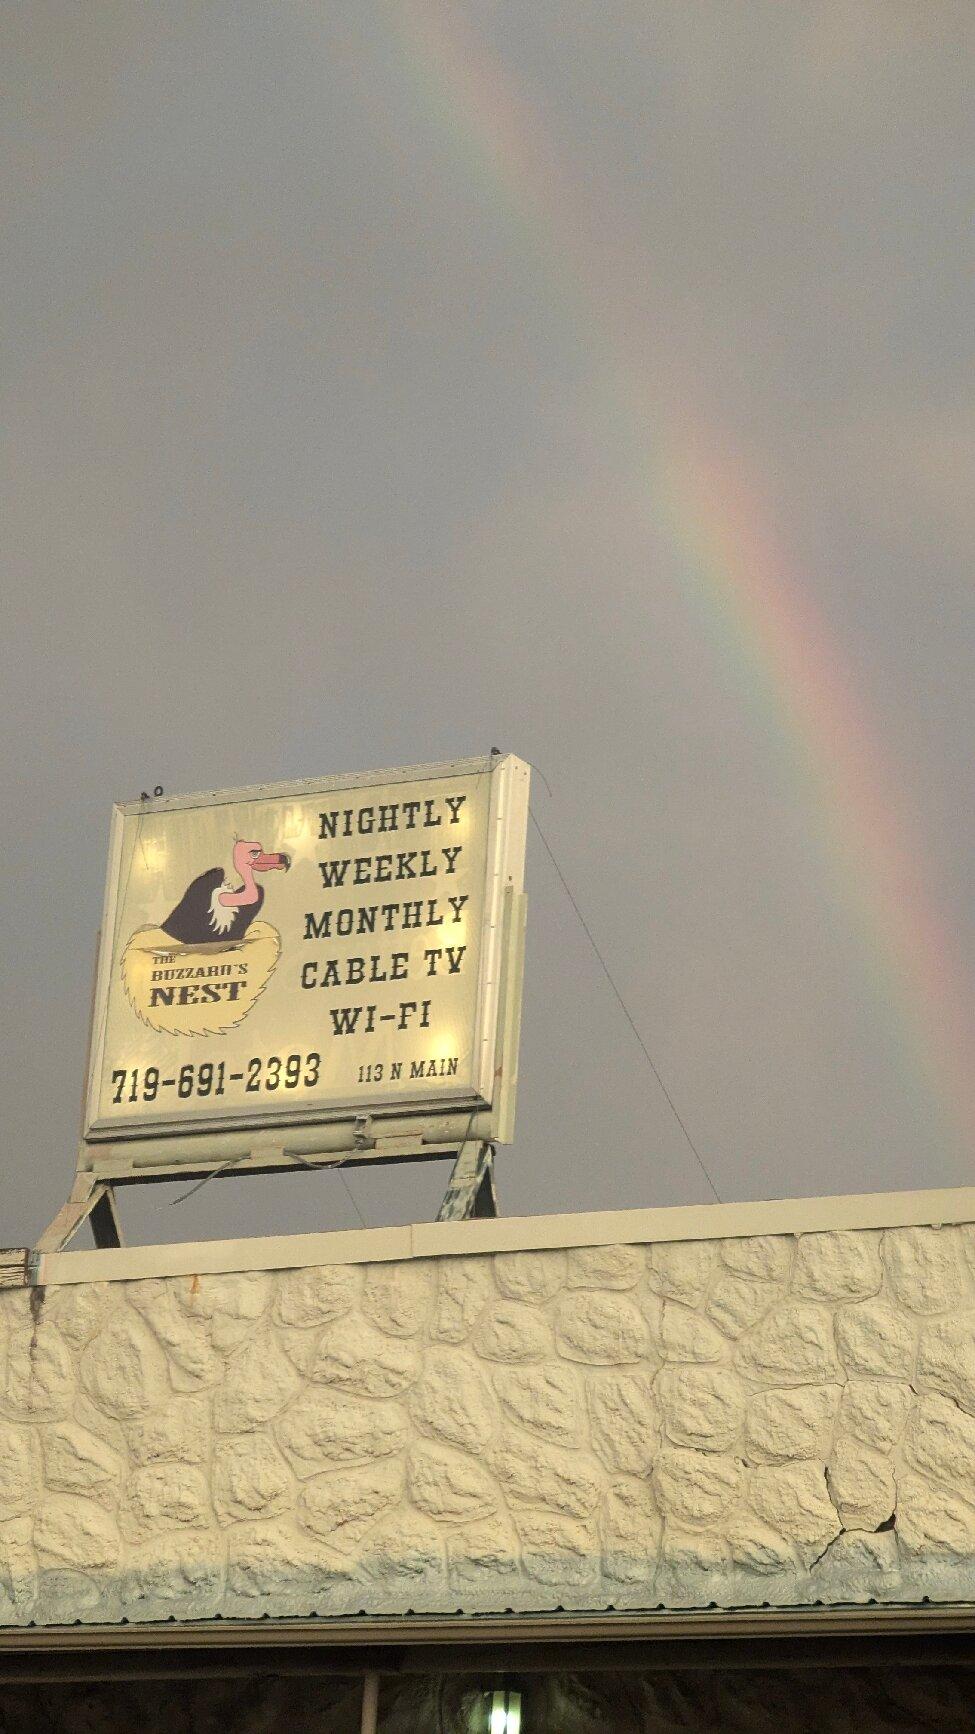 NIGHTLY
WEEKLY
MONTHLY
CABLE TV
WI-FI
THE
BUZZARD'S
NEST
719-691-2393
113 N MAIN